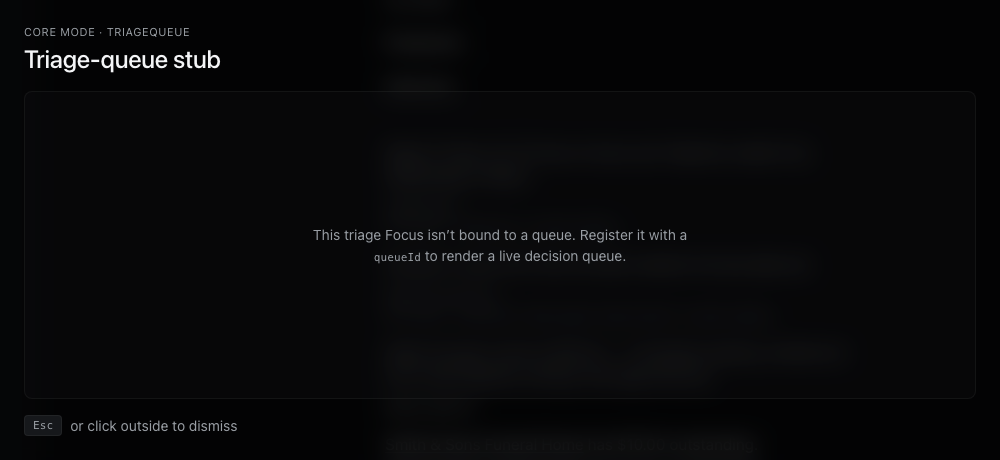 CORE MODE · TRIAGEQUEUE
Triage-queue stub
This triage Focus isn’t bound to a queue. Register it with a
queueId to render a live decision queue.
Esc or click outside to dismiss